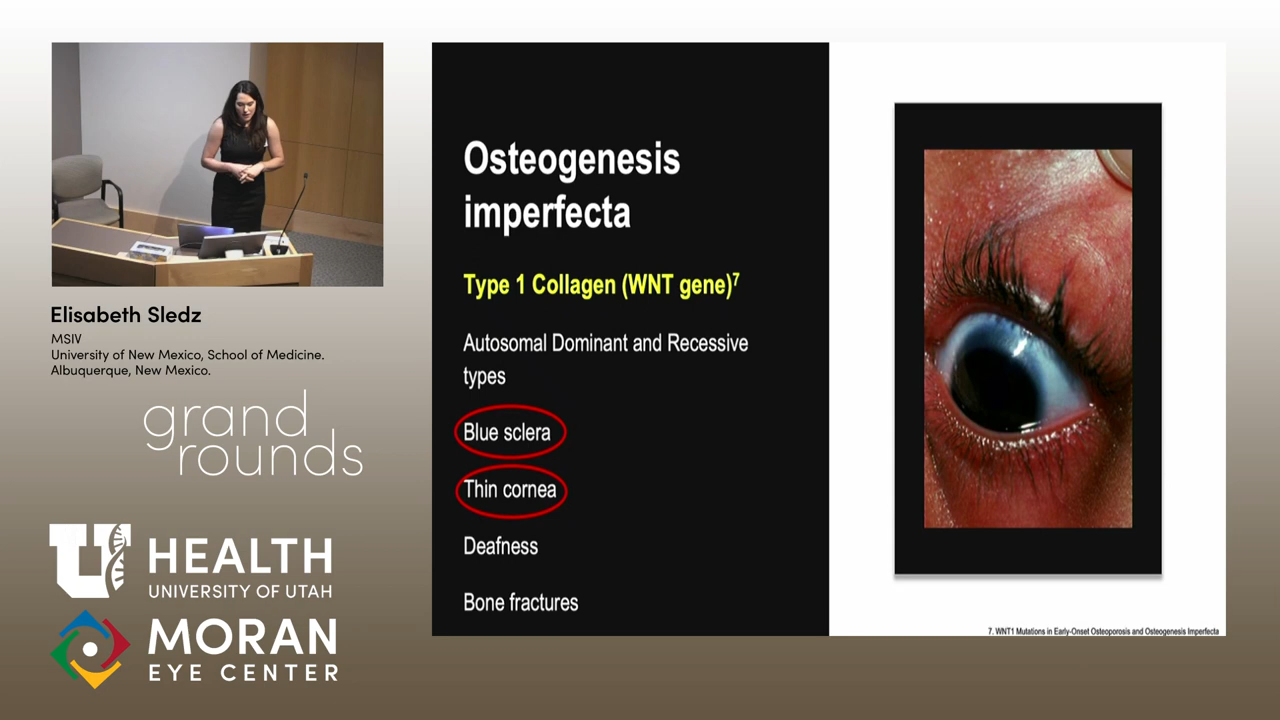 Elisabeth Sledz
MSIV
University of New Mexico, School of Medicine.
Albuquerque, New Mexico.
grand
rounds
U
HEALTH
UNIVERSITY OF UTAH
MORAN
EYE CENTER
Osteogenesis
imperfecta
Type 1 Collagen (WNT gene)⁷
Autosomal Dominant and Recessive
types
Blue sclera
Thin cornea
Deafness
Bone fractures
7. WNT1 Mutations in Early-Onset Osteoporosis and Osteogenesis Imperfecta